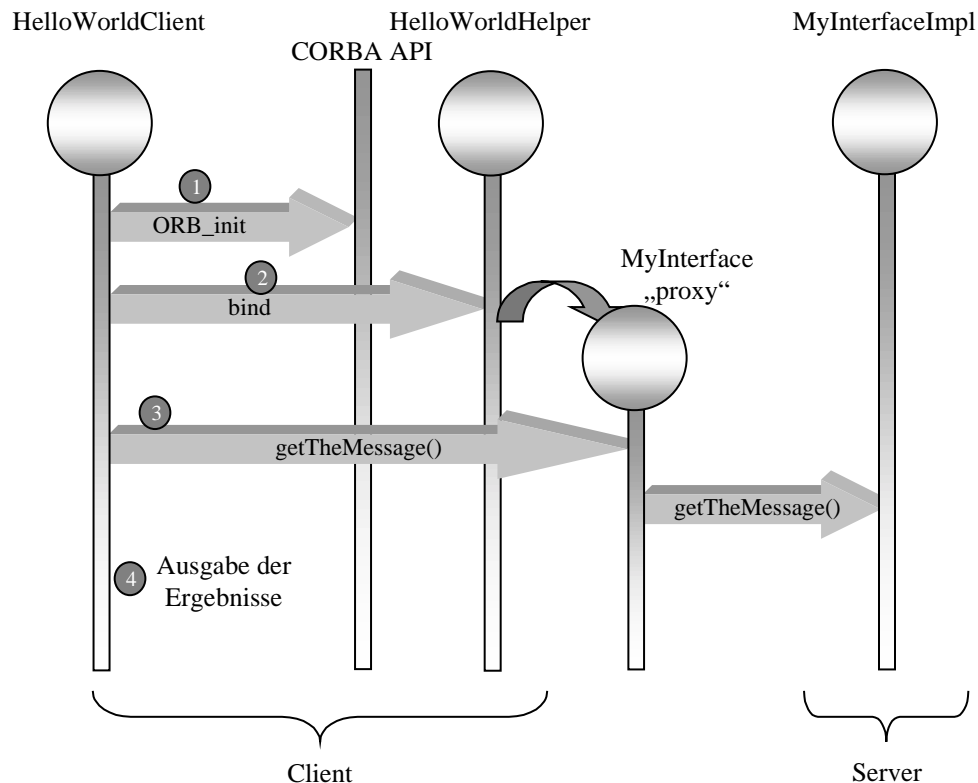 HelloWorldClient
HelloWorldHelper
MyInterfaceImpl
CORBA API
1
ORB_init
2
bind
MyInterface
„proxy“
3
getTheMessage()
getTheMessage()
4
Ausgabe der
Ergebnisse
Client
Server